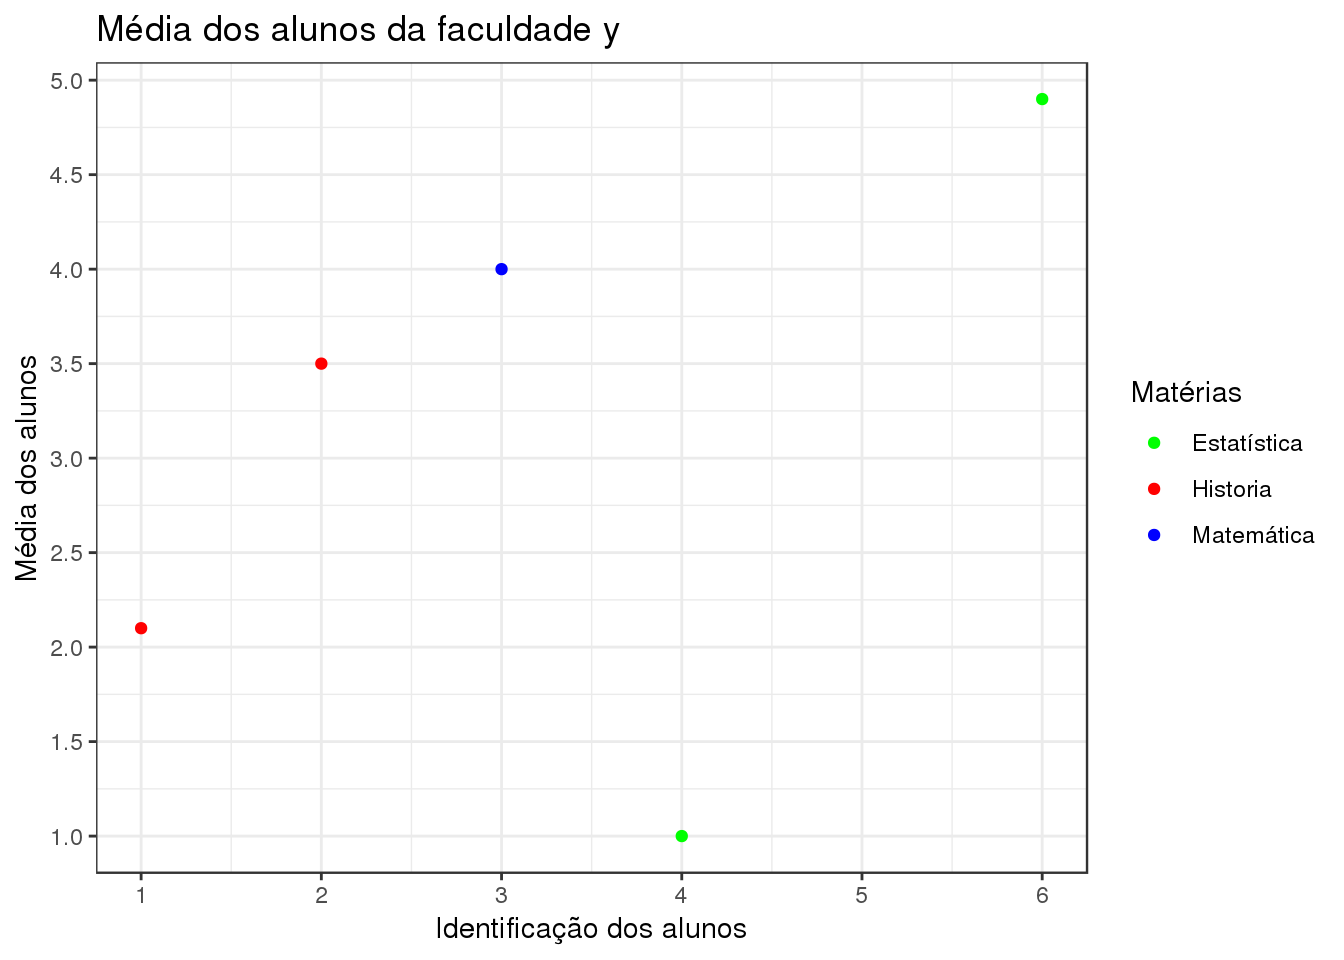 Média dos alunos da faculdade y
Média dos alunos
5.0
4.5
4.0
3.5
3.0
2.5
2.0
1.5
1.0
1 2 3 4 5 6
Identificação dos alunos
Matérias
Estatística
Historia
Matemática